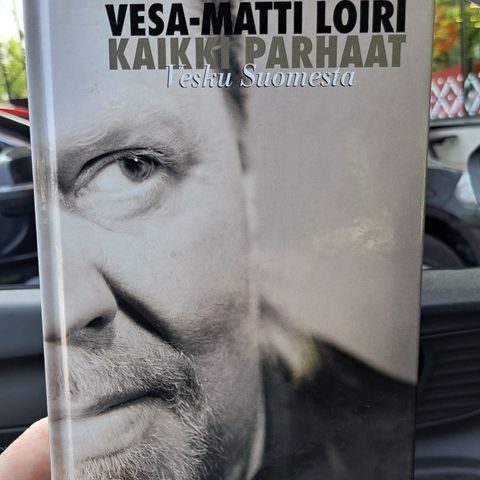 VESA-MATTI LOIRI
KAIKKI PARHAAT
Vesku Suomesta